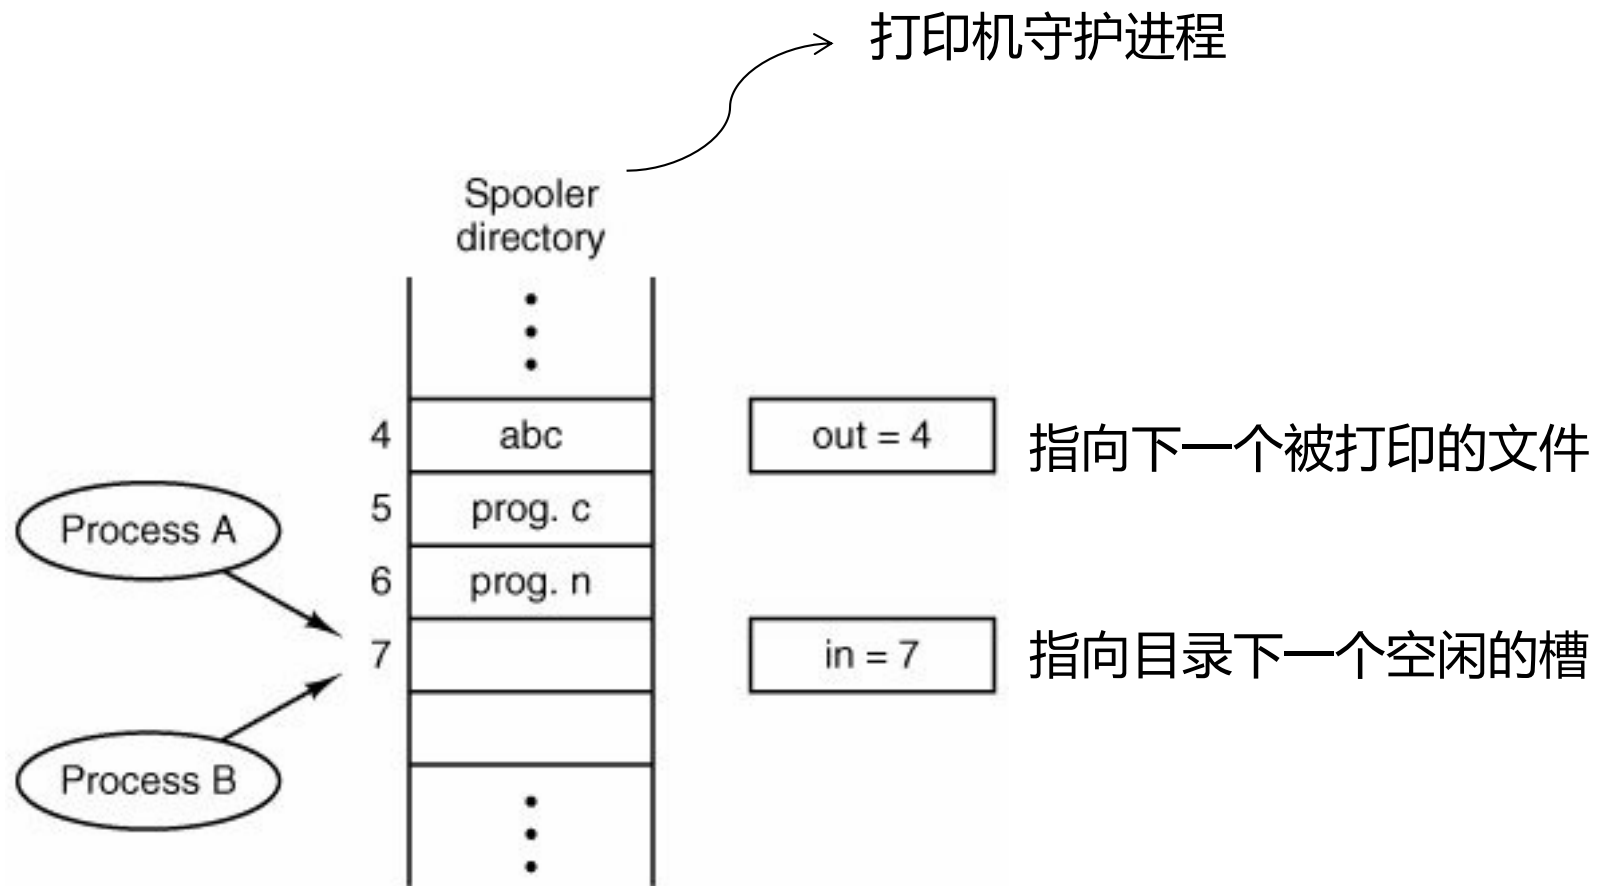 打印机守护进程
Spooler
directory
4
abc
out = 4
指向下一个被打印的文件
5
prog. c
Process A
6
prog. n
7
in = 7
指向目录下一个空闲的槽
Process B